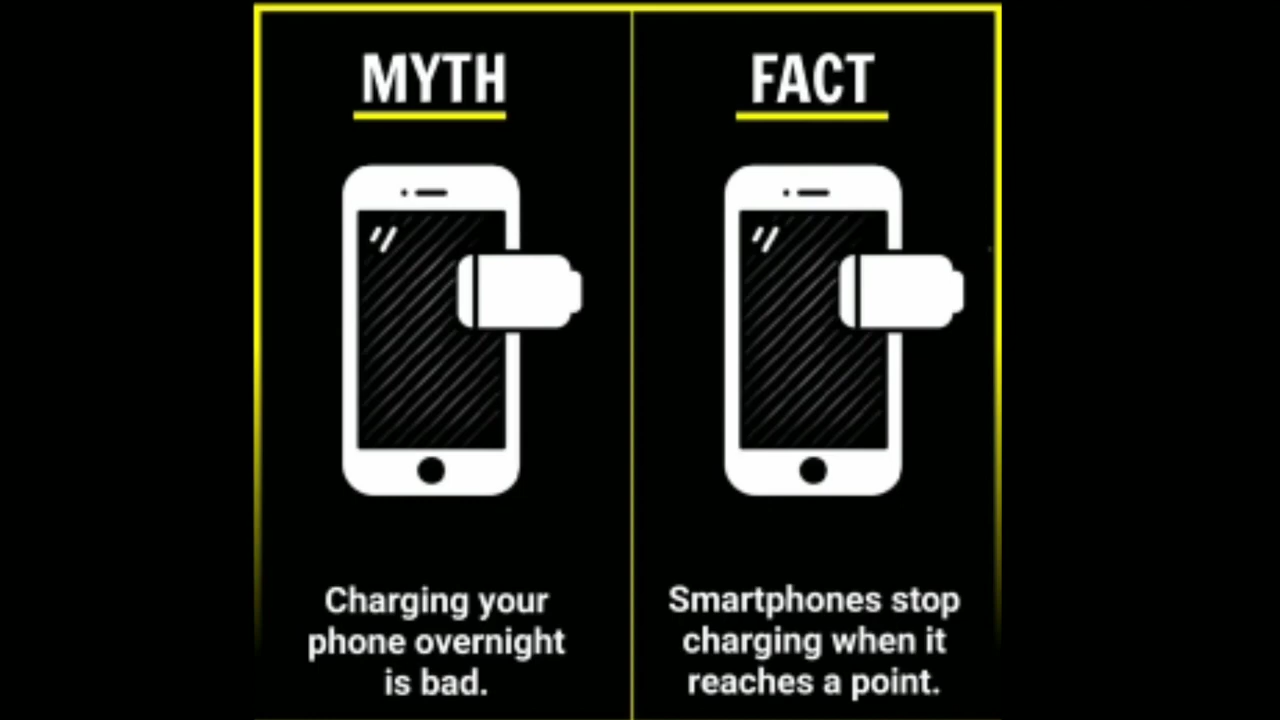 MYTH
Charging your
phone overnight
is bad.
FACT
Smartphones stop
charging when it
reaches a point.